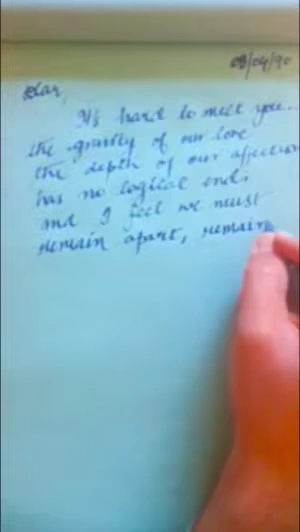 08/04/90
Dear,
It's hard to meet you..
the gravity of our love
the depth of our affection
has no logical end.
and I feel we must
remain apart, remain